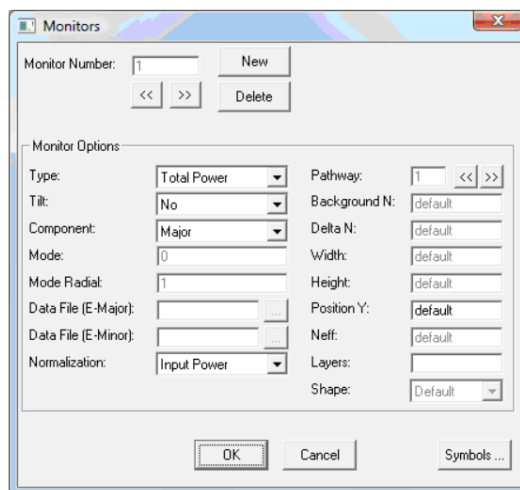 Monitors
Monitor Number: 1 New
<< >> Delete
Monitor Options
Type: Total Power Pathway: 1 << >>
Tilt: No Background N: default
Component: Major Delta N: default
Mode: 0 Width: default
Mode Radial: 1 Height: default
Data File (E-Major): ... Position Y: default
Data File (E-Minor): ... Neff: default
Normalization: Input Power Layers:
Shape: Default
OK Cancel Symbols ...